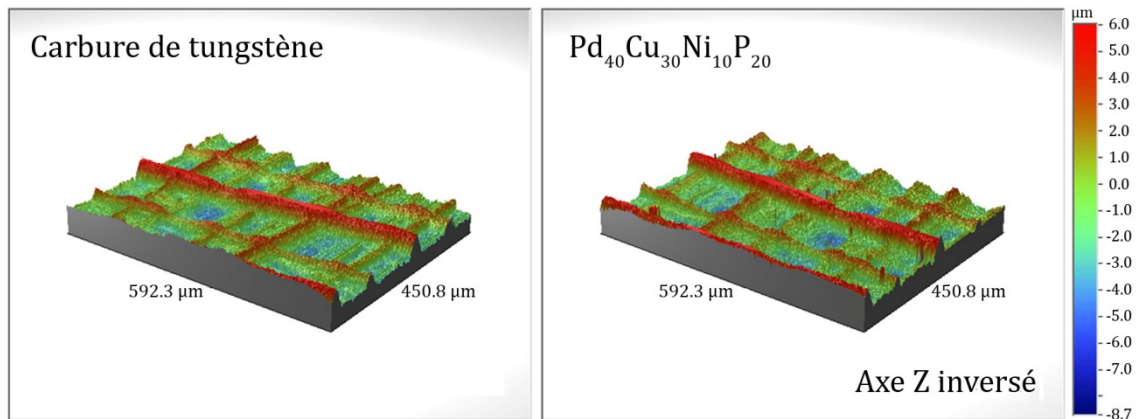 Carbure de tungstène
592.3 µm
450.8 µm
Pd40Cu30Ni10P20
592.3 µm
450.8 µm
Axe Z inversé
µm
6.0
5.0
4.0
3.0
2.0
1.0
0.0
-1.0
-2.0
-3.0
-4.0
-5.0
-6.0
-7.0
-8.7